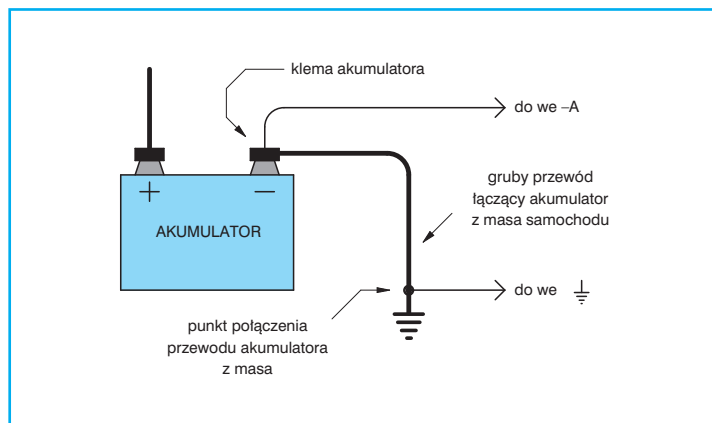 klema akumulatora
do we –A
+
–
AKUMULATOR
gruby przewód
łączący akumulator
z masa samochodu
do we
punkt połączenia
przewodu akumulatora
z masa